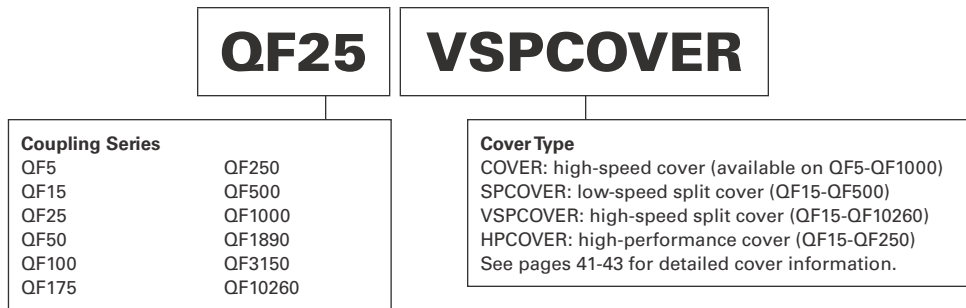 QF25 VSPCOVER
Coupling Series
QF5 QF250
QF15 QF500
QF25 QF1000
QF50 QF1890
QF100 QF3150
QF175 QF10260
Cover Type
COVER: high-speed cover (available on QF5-QF1000)
SPCOVER: low-speed split cover (QF15-QF500)
VSPCOVER: high-speed split cover (QF15-QF10260)
HPCOVER: high-performance cover (QF15-QF250)
See pages 41-43 for detailed cover information.